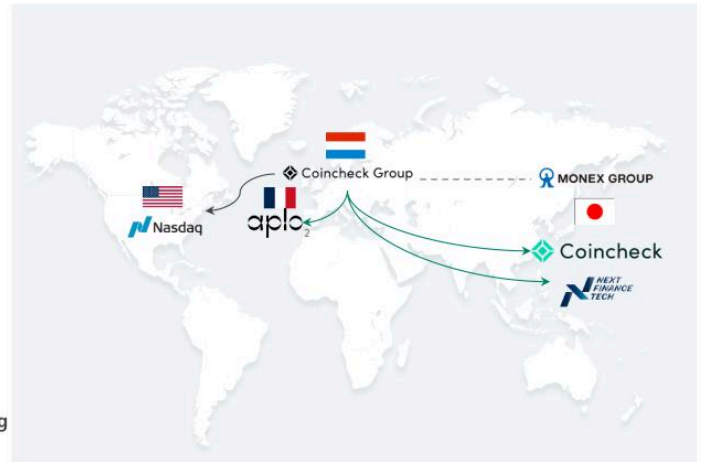 Coincheck Group
MONEX GROUP
Nasdaq
aplo
2
Coincheck
NEXT
FINANCE
TECH
g